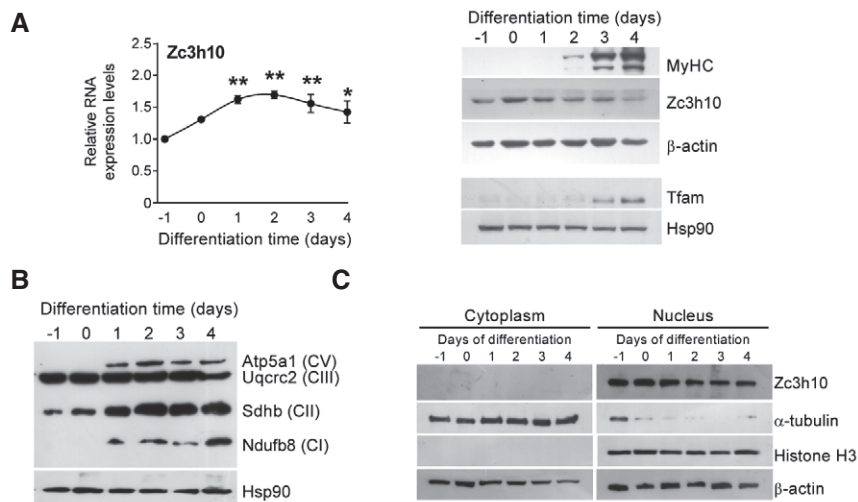 A
Zc3h10
Relative RNA
expression levels
2.5
2.0
1.5
1.0
0.5
0
** ** ** *
-1 0 1 2 3 4
Differentiation time (days)
Differentiation time (days)
-1 0 1 2 3 4
MyHC
Zc3h10
β-actin
Tfam
Hsp90
B
Differentiation time (days)
-1 0 1 2 3 4
Atp5a1 (CV)
Uqcrc2 (CIII)
Sdhb (CII)
Ndufb8 (CI)
Hsp90
C
Cytoplasm Nucleus
Days of differentiation Days of differentiation
-1 0 1 2 3 4 -1 0 1 2 3 4
Zc3h10
α-tubulin
Histone H3
β-actin